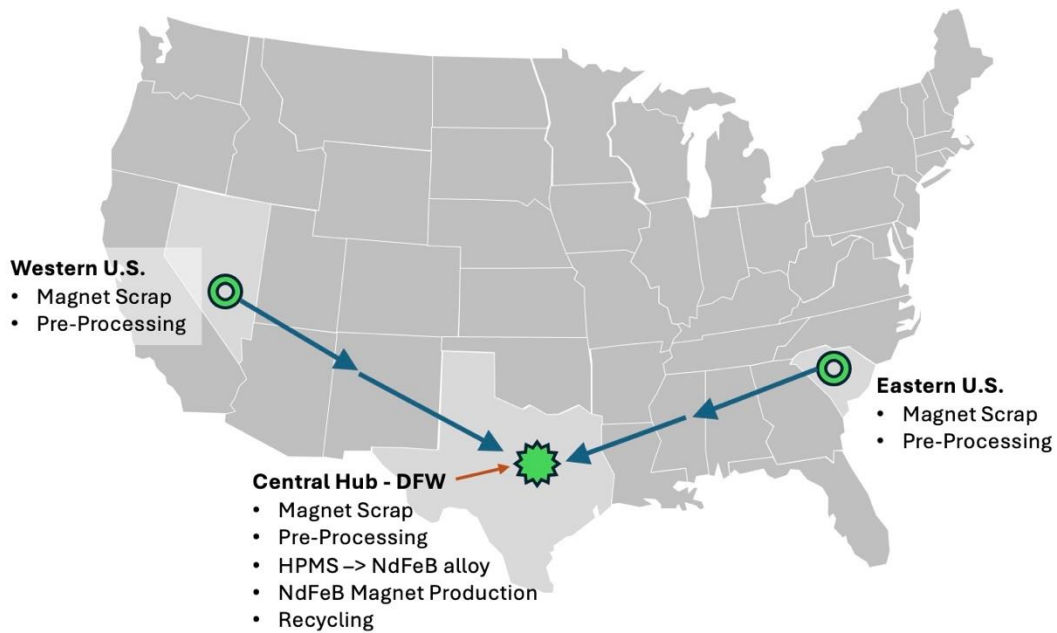 Western U.S.
• Magnet Scrap
• Pre-Processing
Eastern U.S.
• Magnet Scrap
• Pre-Processing
Central Hub - DFW
• Magnet Scrap
• Pre-Processing
• HPMS –> NdFeB alloy
• NdFeB Magnet Production
• Recycling